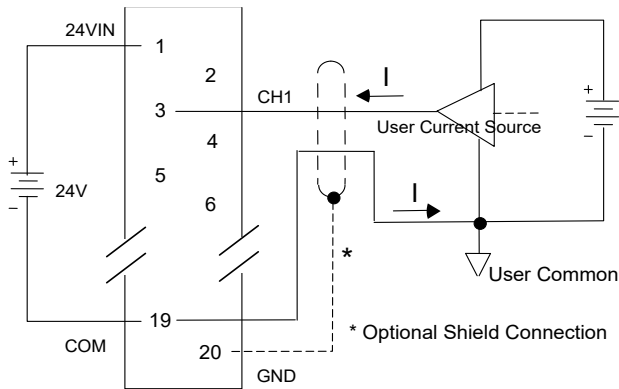 24VIN
1
2
3
CH1
I
User Current Source
4
5
6
+
24V
−
+
−
I
*
User Common
19
COM
20
GND
* Optional Shield Connection